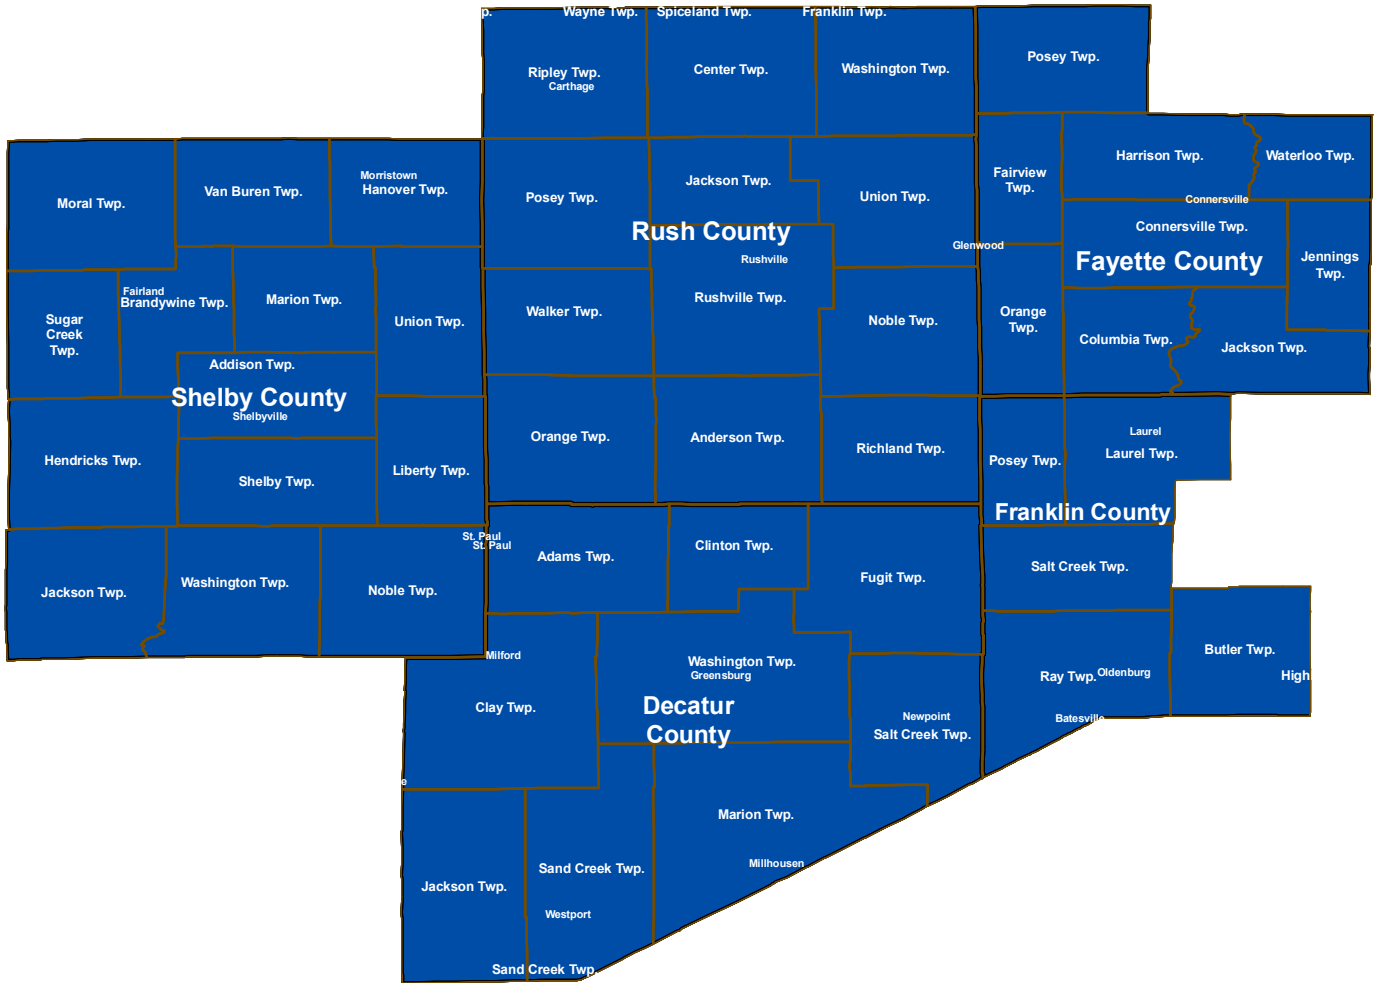 p.
Wayne Twp.
Spiceland Twp.
Franklin Twp.
Ripley Twp.
Carthage
Center Twp.
Washington Twp.
Posey Twp.
Moral Twp.
Van Buren Twp.
Morristown
Hanover Twp.
Posey Twp.
Jackson Twp.
Union Twp.
Fairview
Twp.
Harrison Twp.
Waterloo Twp.
Connersville
Connersville Twp.
Rush County
Rushville
Rushville Twp.
Glenwood
Fayette County
Jennings
Twp.
Fairland
Brandywine Twp.
Marion Twp.
Union Twp.
Sugar
Creek
Twp.
Walker Twp.
Noble Twp.
Orange
Twp.
Columbia Twp.
Jackson Twp.
Addison Twp.
Shelby County
Shelbyville
Hendricks Twp.
Shelby Twp.
Liberty Twp.
Orange Twp.
Anderson Twp.
Richland Twp.
Posey Twp.
Laurel
Laurel Twp.
Franklin County
St. Paul
St. Paul
Adams Twp.
Clinton Twp.
Fugit Twp.
Salt Creek Twp.
Jackson Twp.
Washington Twp.
Noble Twp.
Milford
Clay Twp.
Washington Twp.
Greensburg
Decatur
County
Newpoint
Salt Creek Twp.
Ray Twp.
Oldenburg
Batesville
Butler Twp.
High
e
Marion Twp.
Millhousen
Jackson Twp.
Sand Creek Twp.
Westport
Sand Creek Twp.